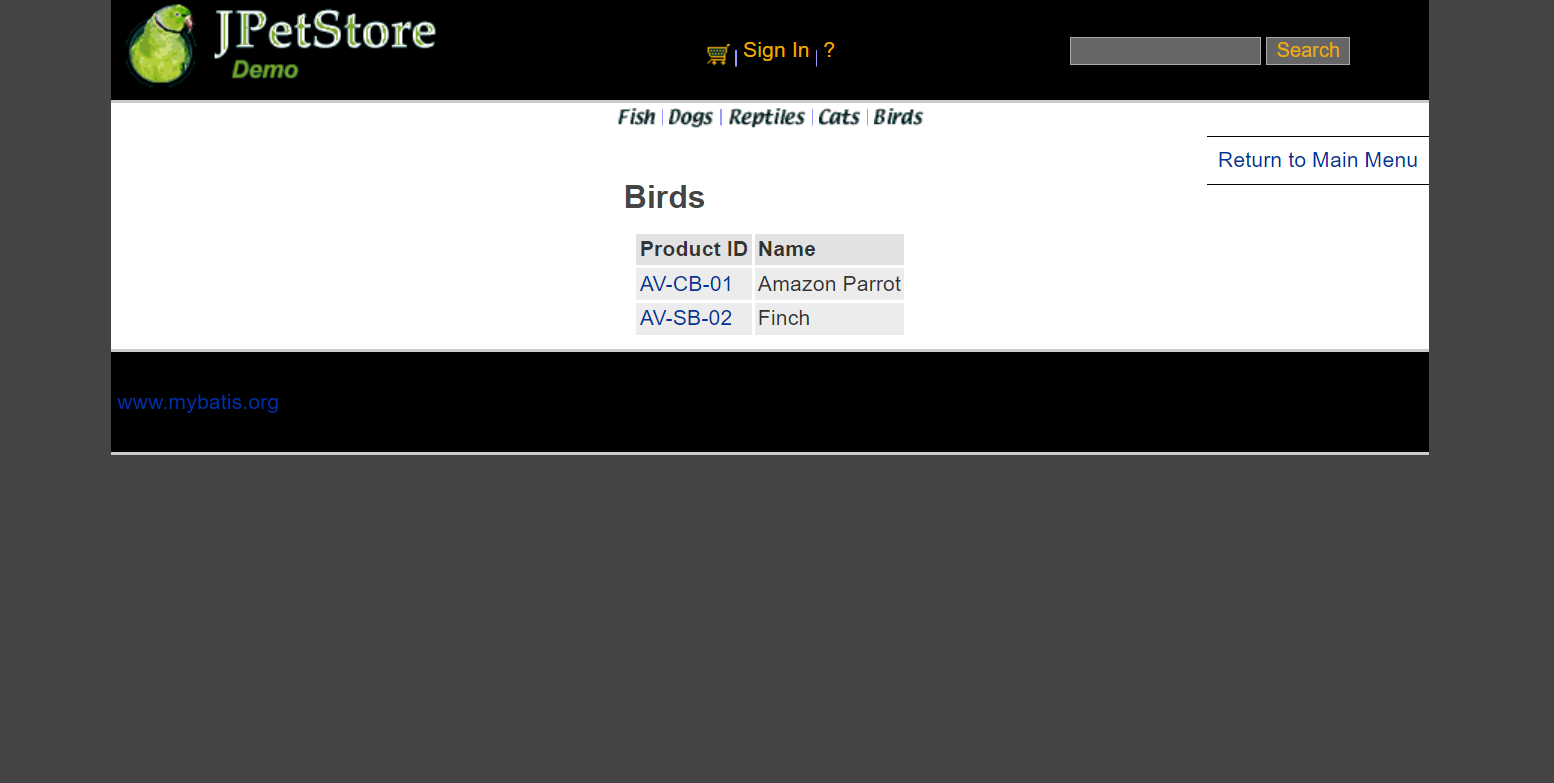 JPetStore
Demo
Sign In | ?
Search
Fish | Dogs | Reptiles | Cats | Birds
Return to Main Menu
Birds
Product ID Name
AV-CB-01 Amazon Parrot
AV-SB-02 Finch
www.mybatis.org